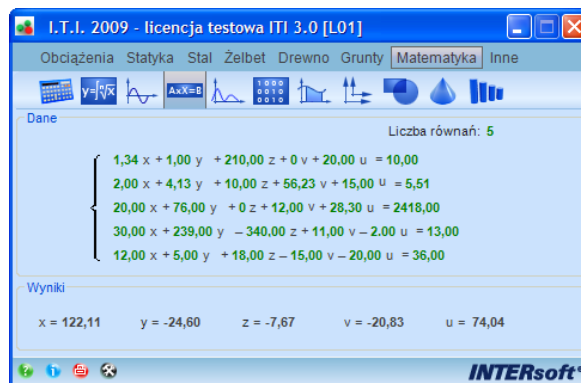 I.T.I. 2009 - licencja testowa ITI 3.0 [L01]
Obciążenia Statyka Stal Żelbet Drewno Grunty Matematyka Inne
y=∫√x AxX=B 1000 0010 0010
Dane
Liczba równań: 5
1,34 x + 1,00 y + 210,00 z + 0 v + 20,00 u = 10,00
2,00 x + 4,13 y + 10,00 z + 56,23 v + 15,00 u = 5,51
20,00 x + 76,00 y + 0 z + 12,00 v + 28,30 u = 2418,00
30,00 x + 239,00 y – 340,00 z + 11,00 v – 2.00 u = 13,00
12,00 x + 5,00 y + 18,00 z – 15,00 v – 20,00 u = 36,00
Wyniki
x = 122,11 y = -24,60 z = -7,67 v = -20,83 u = 74,04
INTERsoft